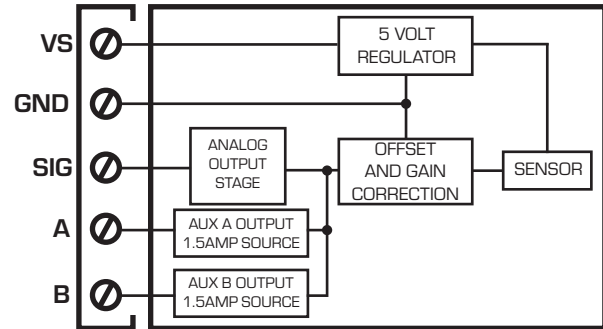 VS
5 VOLT
REGULATOR
GND
SIG
ANALOG
OUTPUT
STAGE
OFFSET
AND GAIN
CORRECTION
SENSOR
A
AUX A OUTPUT
1.5AMP SOURCE
B
AUX B OUTPUT
1.5AMP SOURCE